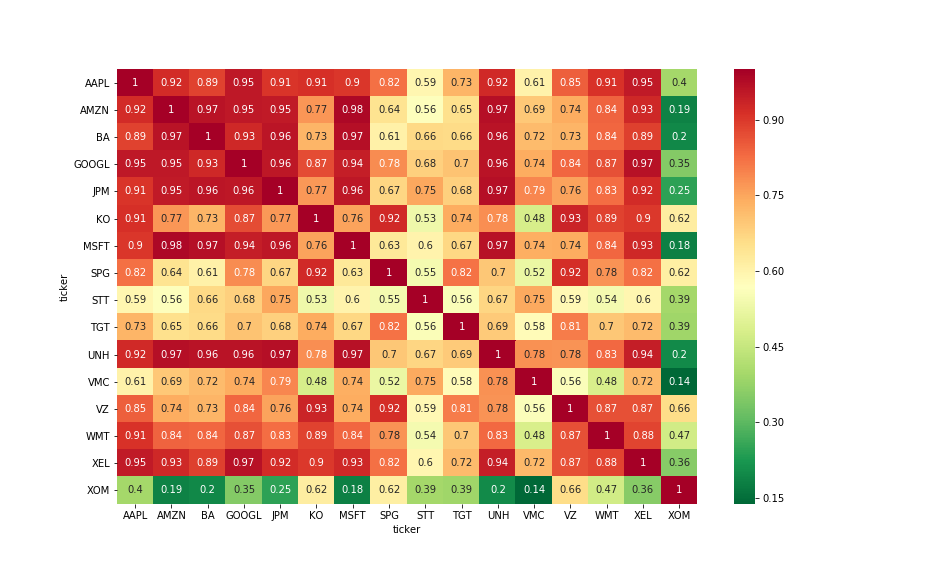 AAPL 1 0.92 0.89 0.95 0.91 0.91 0.9 0.82 0.59 0.73 0.92 0.61 0.85 0.91 0.95 0.4
AMZN 0.92 1 0.97 0.95 0.95 0.77 0.98 0.64 0.56 0.65 0.97 0.69 0.74 0.84 0.93 0.19
0.90
BA 0.89 0.97 1 0.93 0.96 0.73 0.97 0.61 0.66 0.66 0.96 0.72 0.73 0.84 0.89 0.2
GOOGL 0.95 0.95 0.93 1 0.96 0.87 0.94 0.78 0.68 0.7 0.96 0.74 0.84 0.87 0.97 0.35
JPM 0.91 0.95 0.96 0.96 1 0.77 0.96 0.67 0.75 0.68 0.97 0.79 0.76 0.83 0.92 0.25
0.75
KO 0.91 0.77 0.73 0.87 0.77 1 0.76 0.92 0.53 0.74 0.78 0.48 0.93 0.89 0.9 0.62
MSFT 0.9 0.98 0.97 0.94 0.96 0.76 1 0.63 0.6 0.67 0.97 0.74 0.74 0.84 0.93 0.18
SPG 0.82 0.64 0.61 0.78 0.67 0.92 0.63 1 0.55 0.82 0.7 0.52 0.92 0.78 0.82 0.62
0.60
ticker
STT 0.59 0.56 0.66 0.68 0.75 0.53 0.6 0.55 1 0.56 0.67 0.75 0.59 0.54 0.6 0.39
TGT 0.73 0.65 0.66 0.7 0.68 0.74 0.67 0.82 0.56 1 0.69 0.58 0.81 0.7 0.72 0.39
0.45
UNH 0.92 0.97 0.96 0.96 0.97 0.78 0.97 0.7 0.67 0.69 1 0.78 0.78 0.83 0.94 0.2
VMC 0.61 0.69 0.72 0.74 0.79 0.48 0.74 0.52 0.75 0.58 0.78 1 0.56 0.48 0.72 0.14
VZ 0.85 0.74 0.73 0.84 0.76 0.93 0.74 0.92 0.59 0.81 0.78 0.56 1 0.87 0.87 0.66
0.30
WMT 0.91 0.84 0.84 0.87 0.83 0.89 0.84 0.78 0.54 0.7 0.83 0.48 0.87 1 0.88 0.47
XEL 0.95 0.93 0.89 0.97 0.92 0.9 0.93 0.82 0.6 0.72 0.94 0.72 0.87 0.88 1 0.36
XOM 0.4 0.19 0.2 0.35 0.25 0.62 0.18 0.62 0.39 0.39 0.2 0.14 0.66 0.47 0.36 1
0.15
AAPL AMZN BA GOOGL JPM KO MSFT SPG STT TGT UNH VMC VZ WMT XEL XOM
ticker